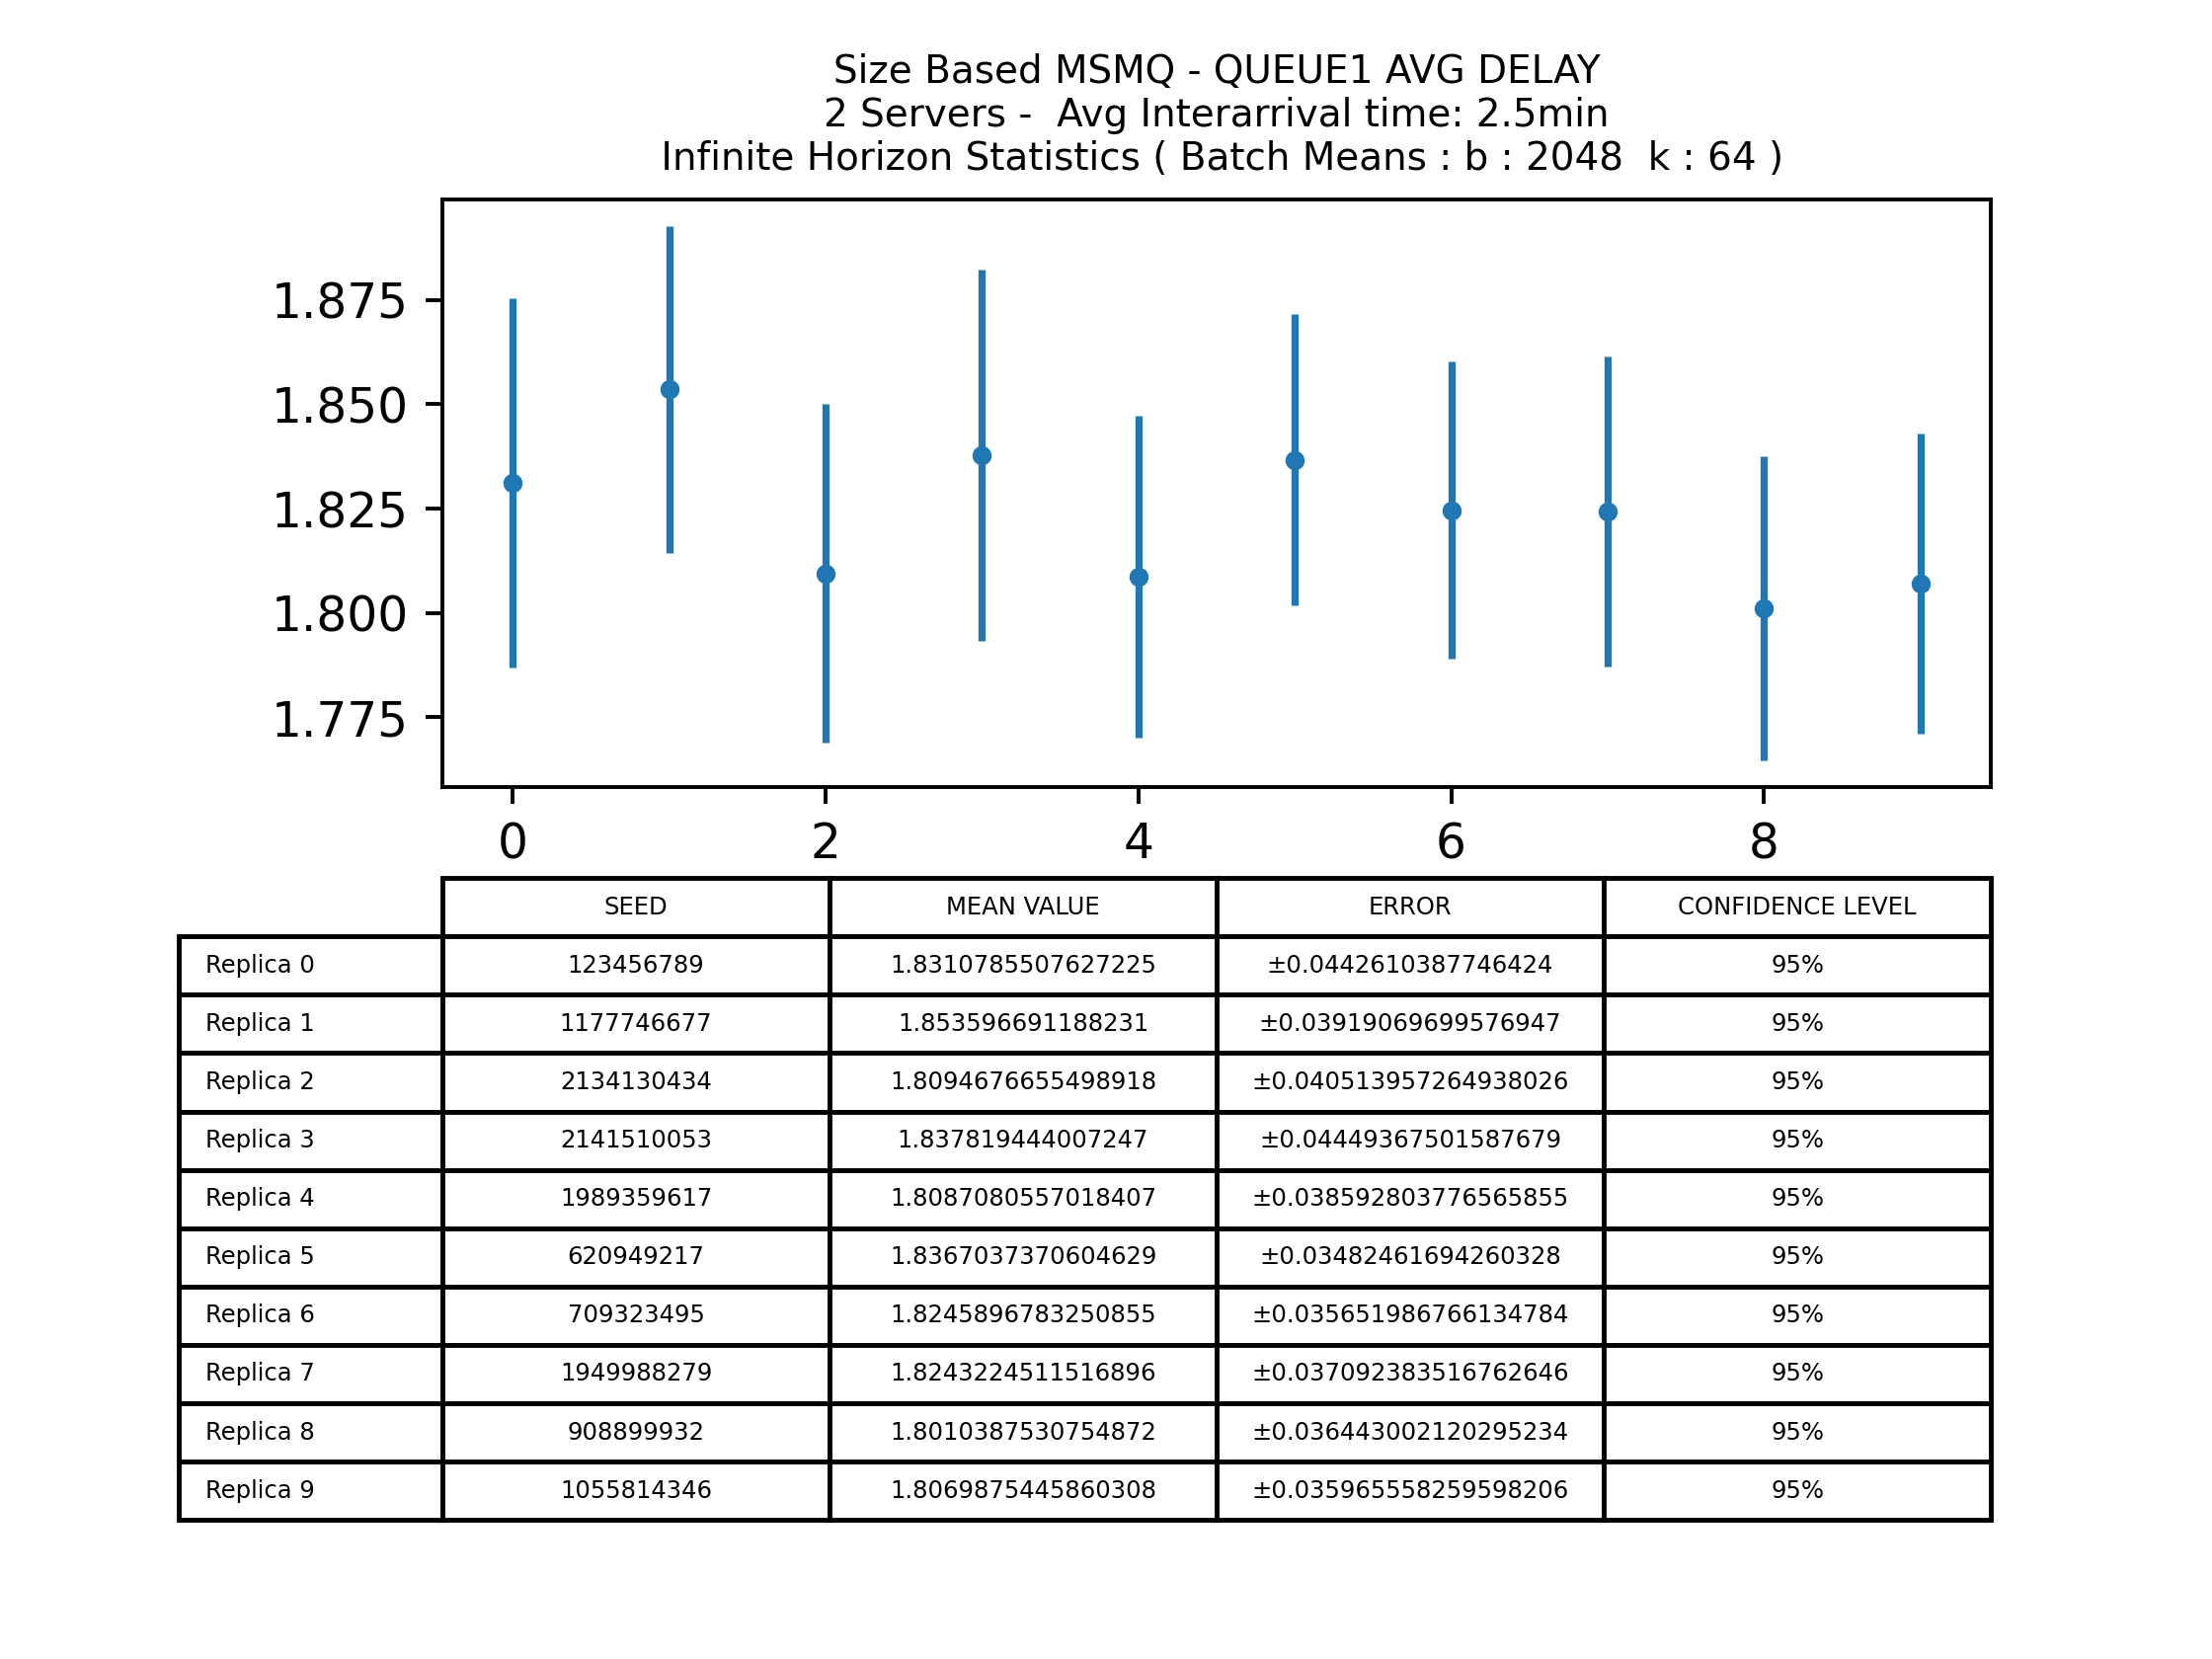 Size Based MSMQ - QUEUE1 AVG DELAY
2 Servers -  Avg Interarrival time: 2.5min
Infinite Horizon Statistics ( Batch Means : b : 2048  k : 64 )
1.875
1.850
1.825
1.800
1.775
0 2 4 6 8
SEED MEAN VALUE ERROR CONFIDENCE LEVEL
Replica 0 123456789 1.8310785507627225 ±0.0442610387746424 95%
Replica 1 1177746677 1.853596691188231 ±0.03919069699576947 95%
Replica 2 2134130434 1.8094676655498918 ±0.040513957264938026 95%
Replica 3 2141510053 1.837819444007247 ±0.04449367501587679 95%
Replica 4 1989359617 1.8087080557018407 ±0.038592803776565855 95%
Replica 5 620949217 1.8367037370604629 ±0.03482461694260328 95%
Replica 6 709323495 1.8245896783250855 ±0.035651986766134784 95%
Replica 7 1949988279 1.8243224511516896 ±0.037092383516762646 95%
Replica 8 908899932 1.8010387530754872 ±0.036443002120295234 95%
Replica 9 1055814346 1.8069875445860308 ±0.035965558259598206 95%